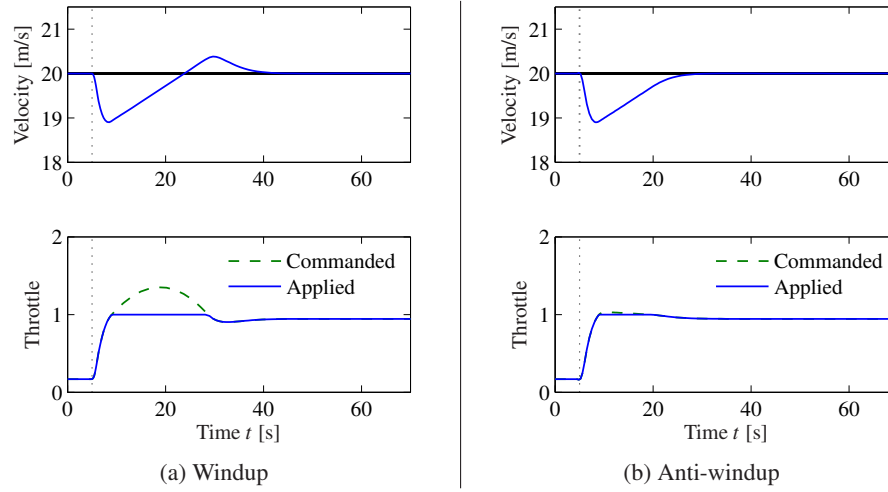 21
20
19
18
Velocity [m/s]
0 20 40 60
2
1
0
Throttle
Commanded
Applied
0 20 40 60
Time t [s]
(a) Windup
21
20
19
18
Velocity [m/s]
0 20 40 60
2
1
0
Throttle
Commanded
Applied
0 20 40 60
Time t [s]
(b) Anti-windup